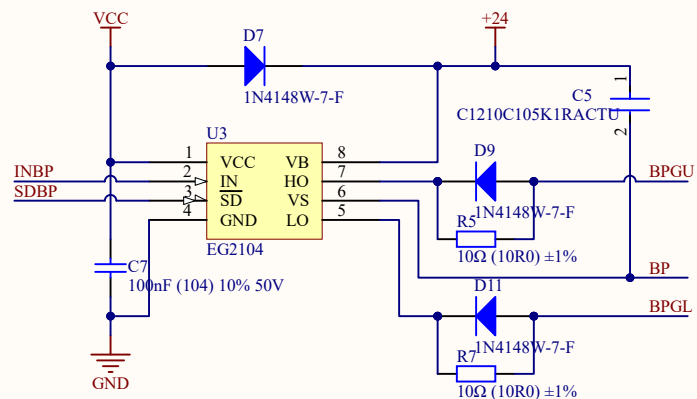 VCC
+24
D7
1N4148W-7-F
C5
1
C1210C105K1RACTU
2
U3
1 VCC VB 8
2 IN HO 7
3 SD VS 6
4 GND LO 5
EG2104
INBP
SDBP
D9
1N4148W-7-F
BPGU
R5
10Ω (10R0) ±1%
C7
100nF (104) 10% 50V
BP
D11
1N4148W-7-F
BPGL
R7
10Ω (10R0) ±1%
GND